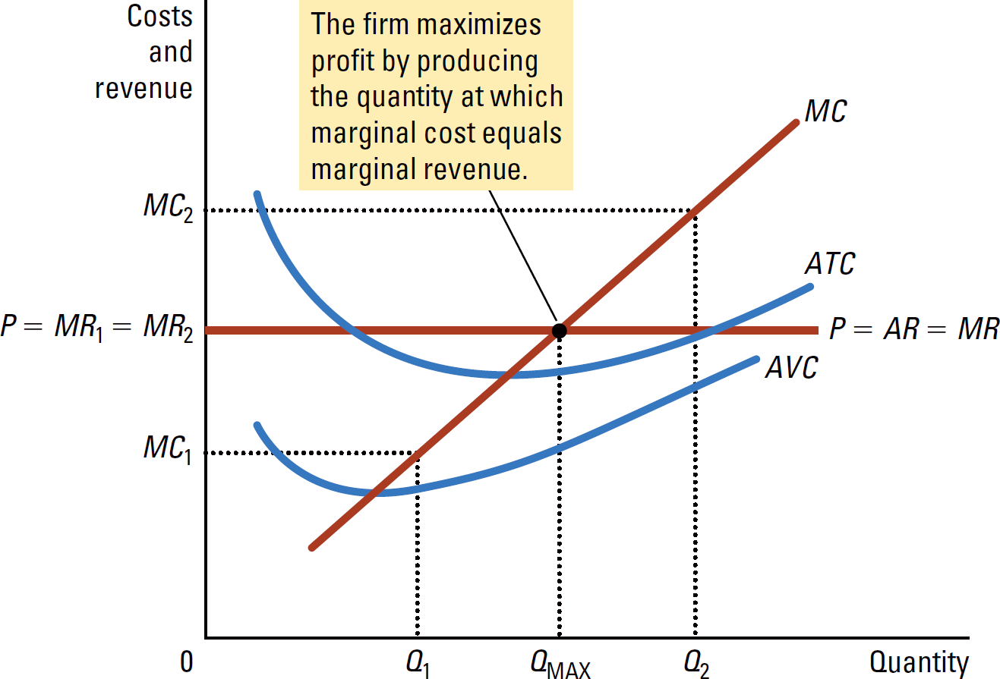 Costs
and
revenue
The firm maximizes
profit by producing
the quantity at which
marginal cost equals
marginal revenue.
MC
MC₂
ATC
P = MR₁ = MR₂
P = AR = MR
AVC
MC₁
0
Q₁
Q_MAX
Q₂
Quantity